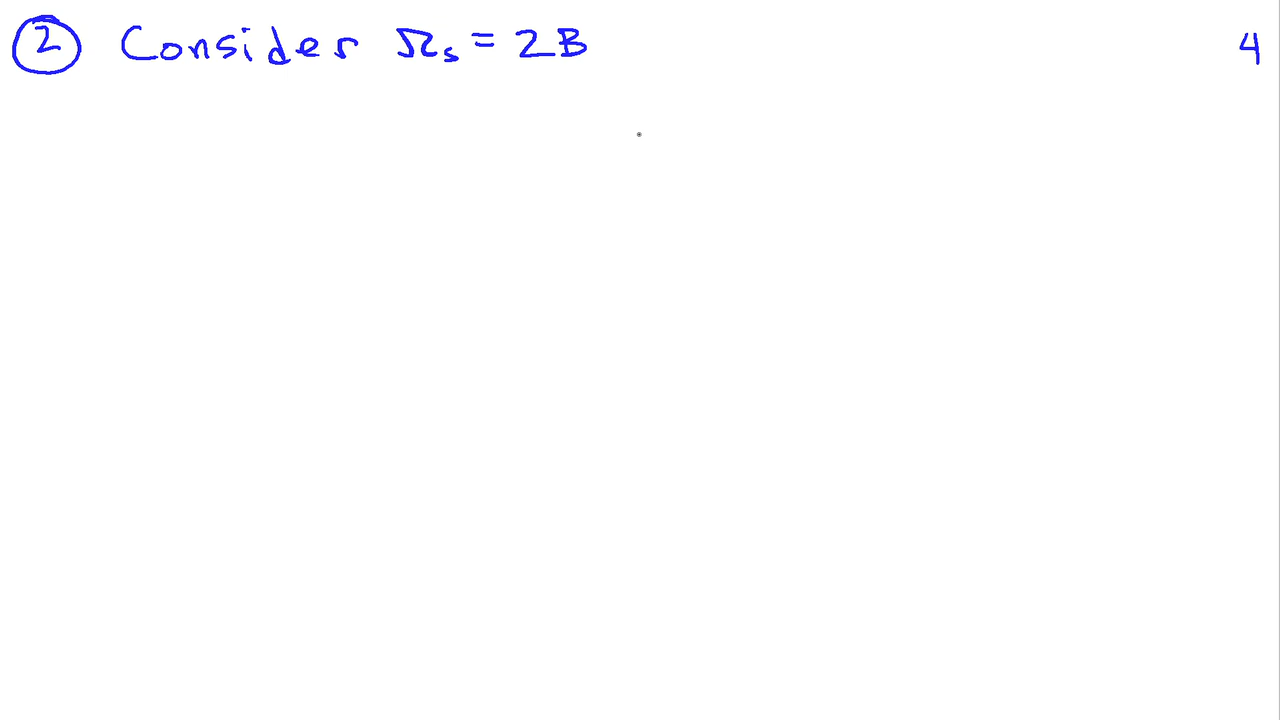 ② Consider Ωs = 2B
4